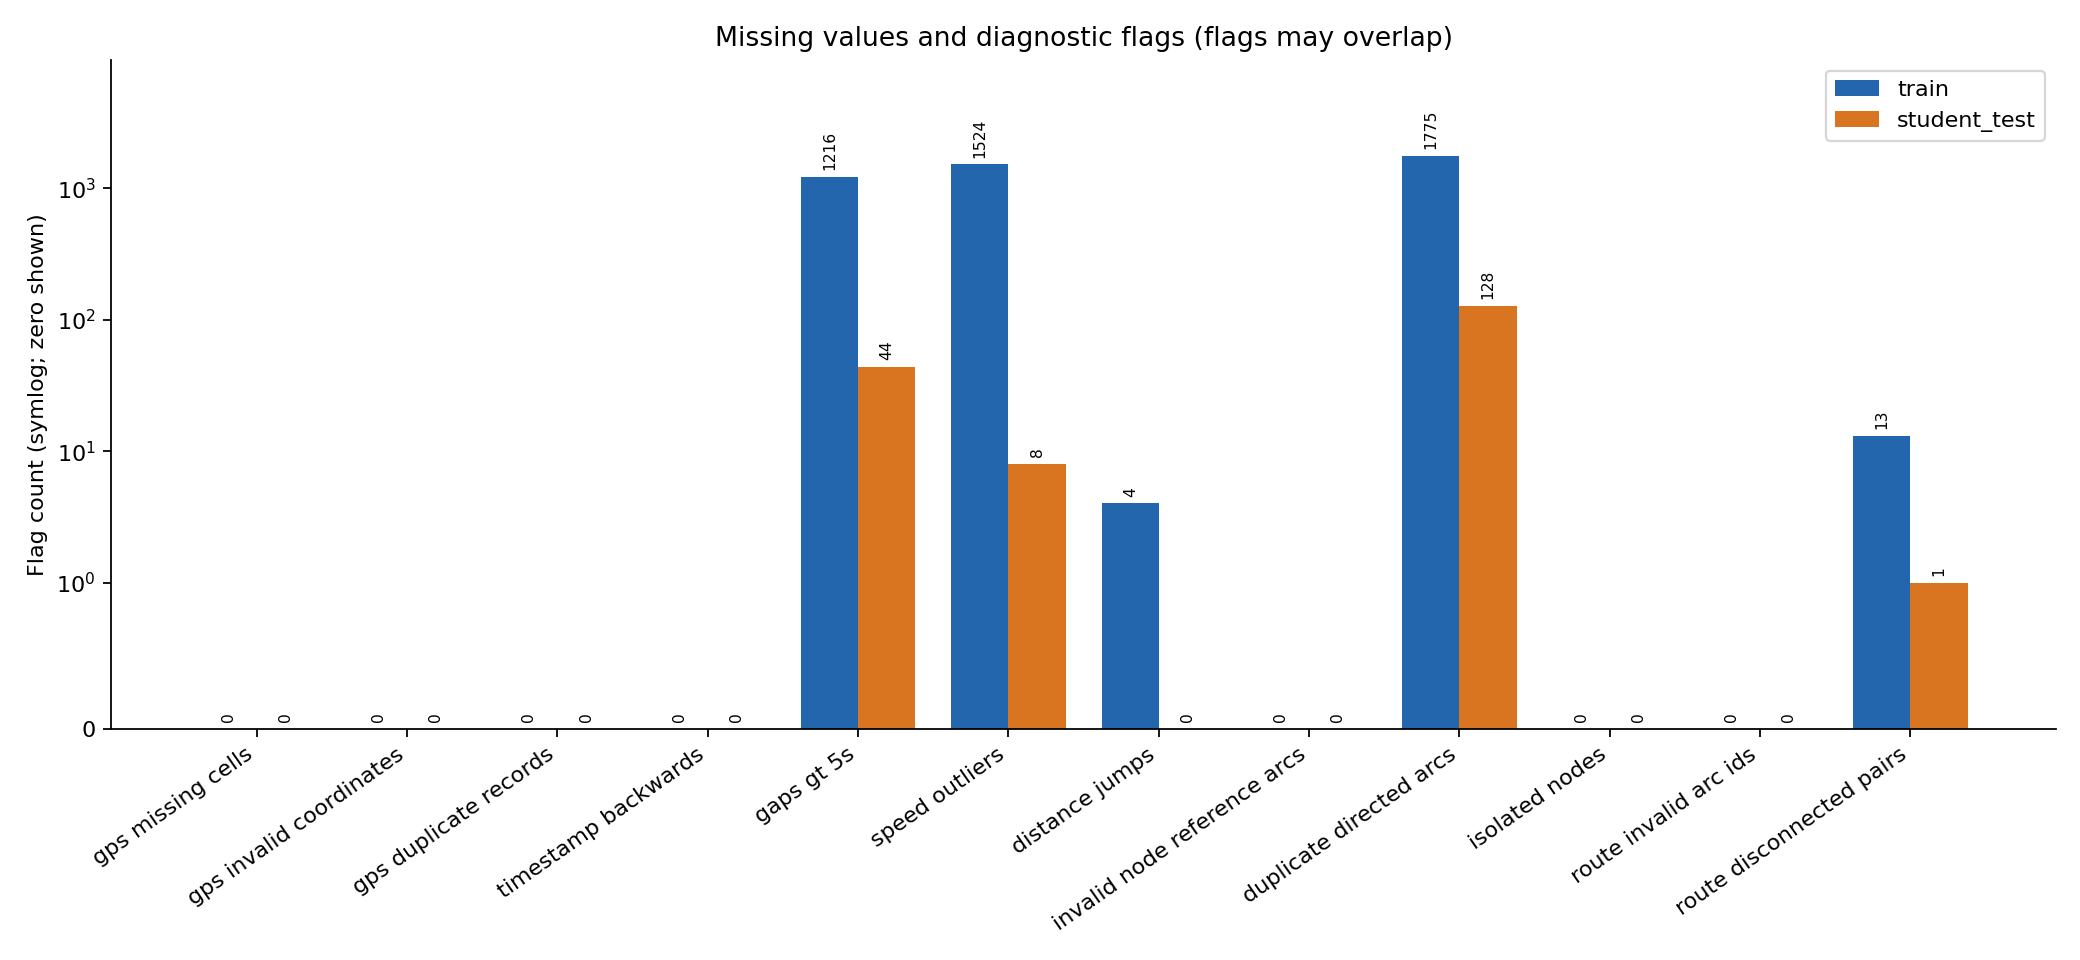 Missing values and diagnostic flags (flags may overlap)
train
student_test
Flag count (symlog; zero shown)
10³
10²
10¹
10⁰
0
0 0 0 0 0 0 0 0 1216 44 1524 8 4 0 0 0 1775 128 0 0 0 0 13 1
gps missing cells
gps invalid coordinates
gps duplicate records
timestamp backwards
gaps gt 5s
speed outliers
distance jumps
invalid node reference arcs
duplicate directed arcs
isolated nodes
route invalid arc ids
route disconnected pairs